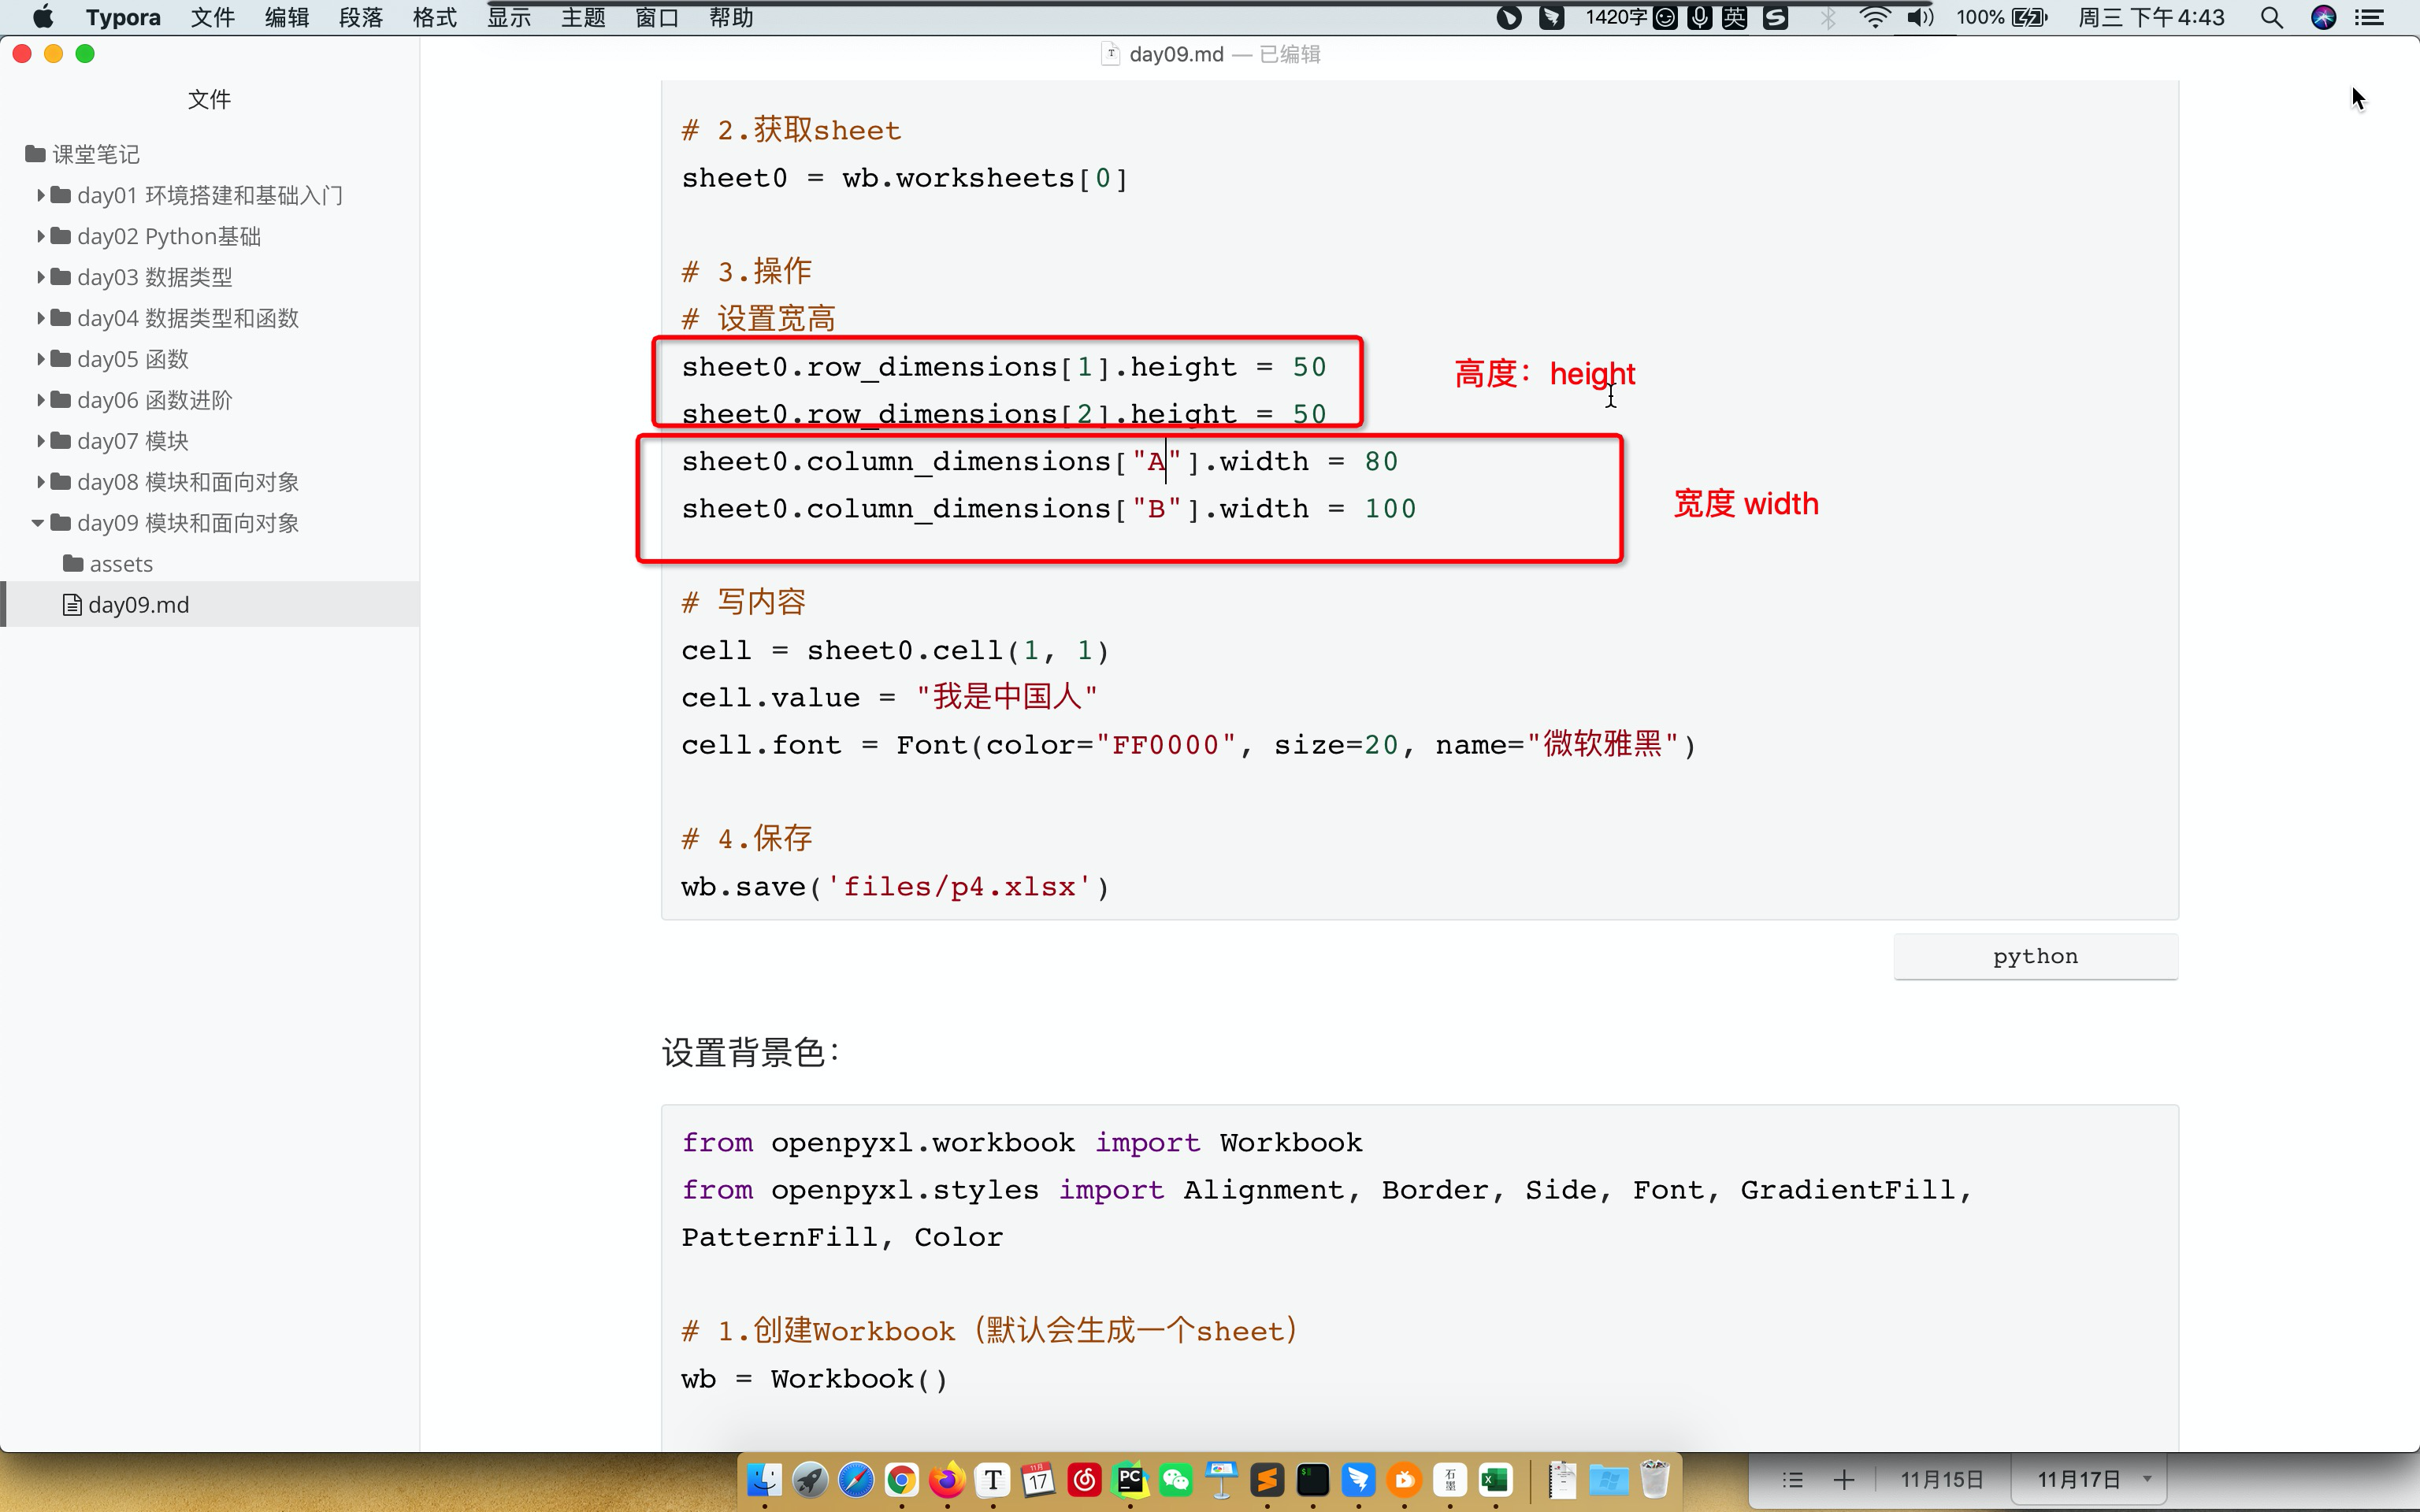 Typora 文件 编辑 段落 格式 显示 主题 窗口 帮助 1420字 英 100% 周三 下午4:43
day09.md — 已编辑
文件
课堂笔记
day01 环境搭建和基础入门
day02 Python基础
day03 数据类型
day04 数据类型和函数
day05 函数
day06 函数进阶
day07 模块
day08 模块和面向对象
day09 模块和面向对象
assets
day09.md
# 2.获取sheet
sheet0 = wb.worksheets[0]
# 3.操作
# 设置宽高
sheet0.row_dimensions[1].height = 50
高度：height
sheet0.row_dimensions[2].height = 50
sheet0.column_dimensions["A"].width = 80
sheet0.column_dimensions["B"].width = 100
宽度 width
# 写内容
cell = sheet0.cell(1, 1)
cell.value = "我是中国人"
cell.font = Font(color="FF0000", size=20, name="微软雅黑")
# 4.保存
wb.save('files/p4.xlsx')
python
设置背景色：
from openpyxl.workbook import Workbook
from openpyxl.styles import Alignment, Border, Side, Font, GradientFill,
PatternFill, Color
# 1.创建Workbook（默认会生成一个sheet）
wb = Workbook()
11月
17
T
PC
石墨
11月15日 11月17日